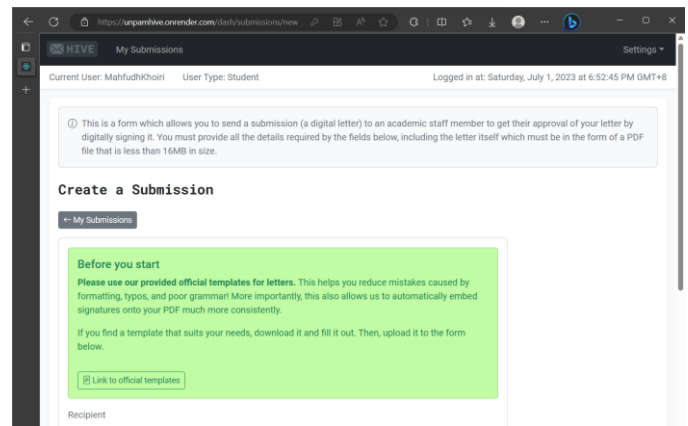 https://unpamhive.onrender.com/dash/submissions/new
HIVE My Submissions Settings
Current User: MahfudhKhoiri User Type: Student Logged in at: Saturday, July 1, 2023 at 6:52:45 PM GMT+8
This is a form which allows you to send a submission (a digital letter) to an academic staff member to get their approval of your letter by
digitally signing it. You must provide all the details required by the fields below, including the letter itself which must be in the form of a PDF
file that is less than 16MB in size.
Create a Submission
← My Submissions
Before you start
Please use our provided official templates for letters. This helps you reduce mistakes caused by
formatting, typos, and poor grammar! More importantly, this also allows us to automatically embed
signatures onto your PDF much more consistently.
If you find a template that suits your needs, download it and fill it out. Then, upload it to the form
below.
Link to official templates
Recipient